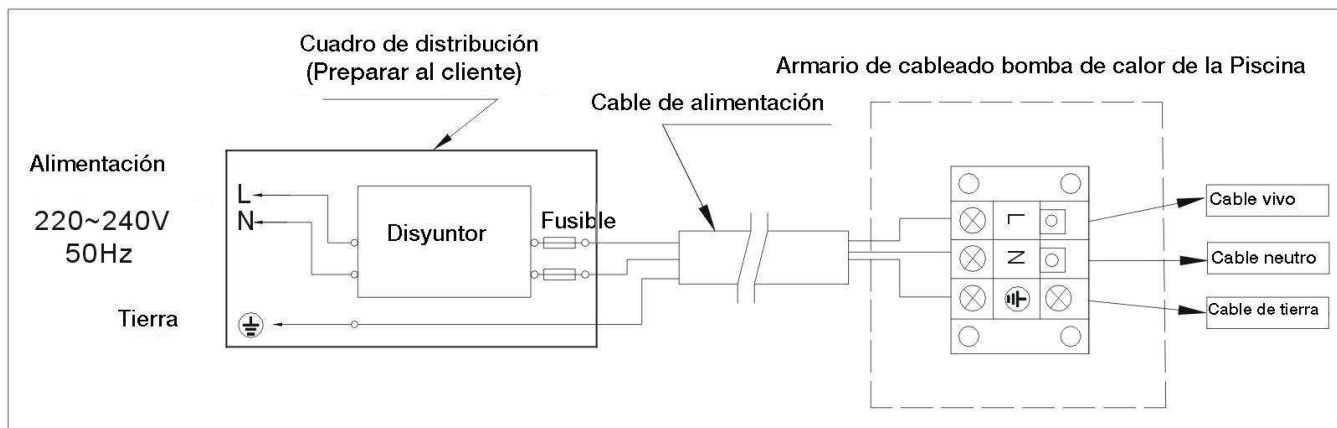 Cuadro de distribución
(Preparar al cliente)
Armario de cableado bomba de calor de la Piscina
Cable de alimentación
Alimentación
220~240V
50Hz
L
N
Disyuntor
Fusible
Tierra
L
N
Cable vivo
Cable neutro
Cable de tierra